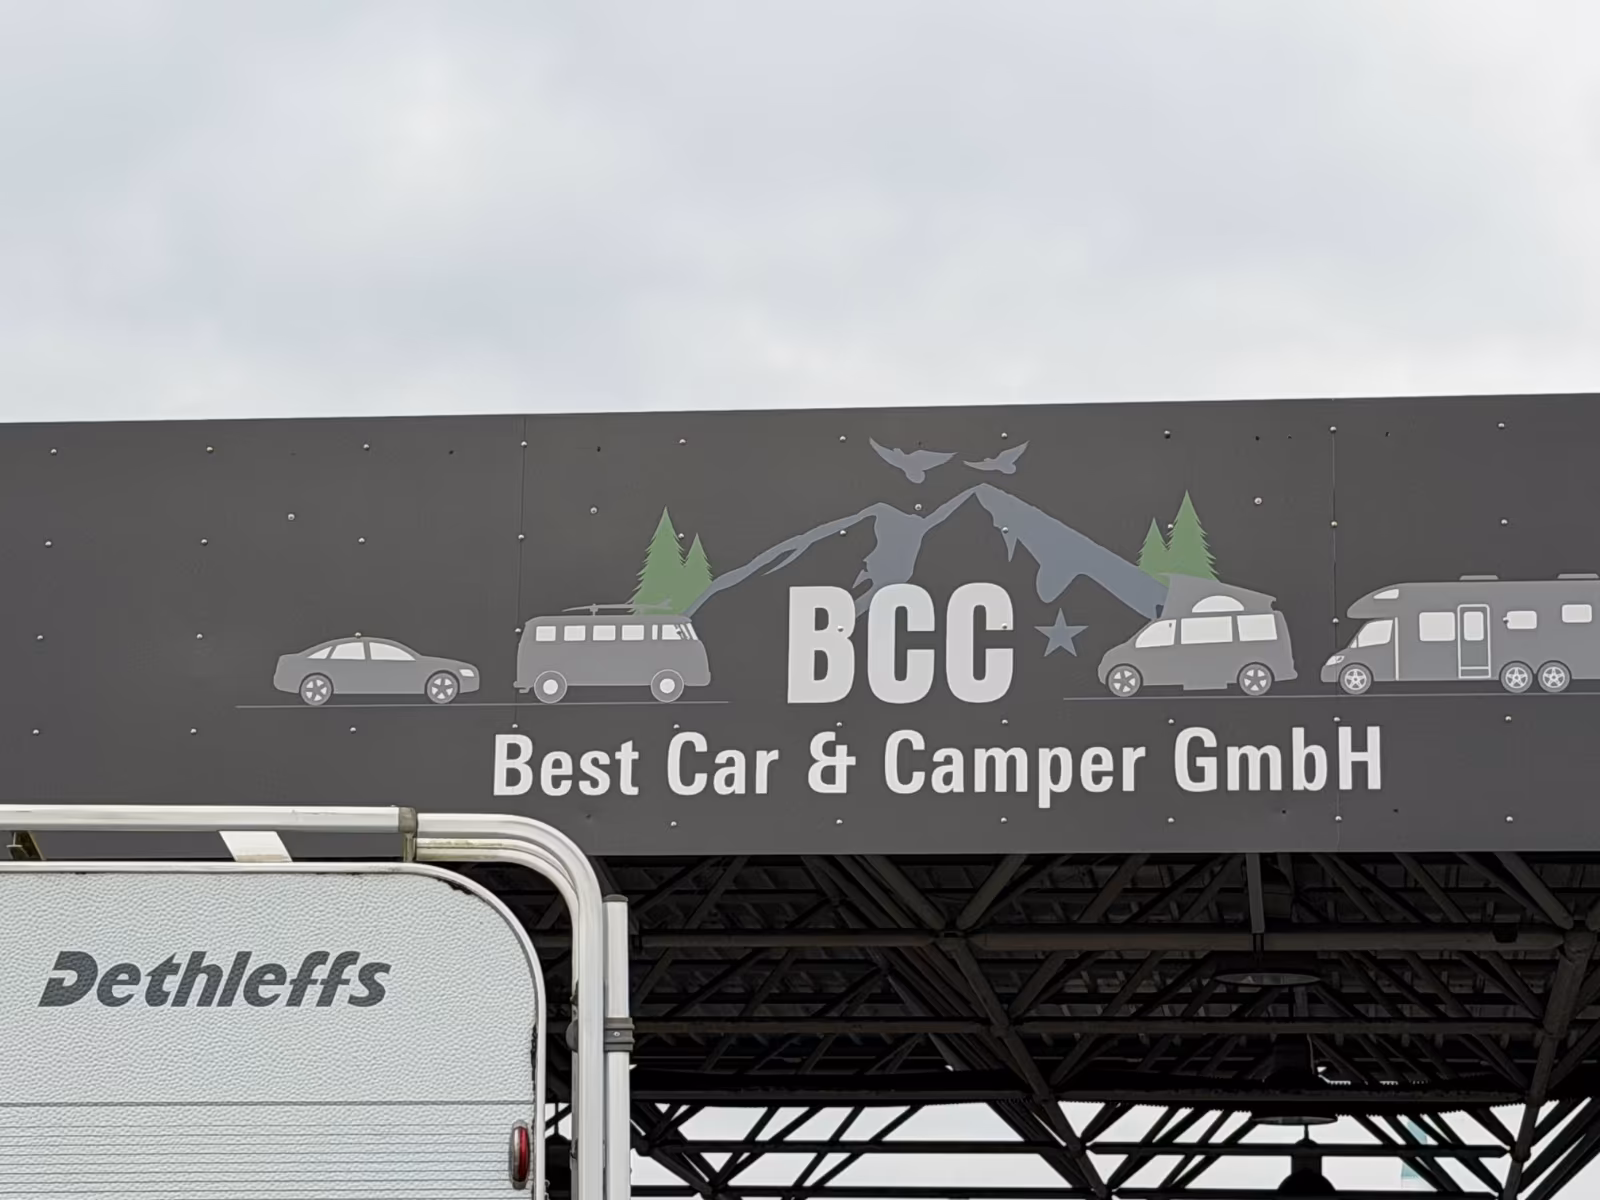 BCC
Best Car & Camper GmbH
Dethleffs